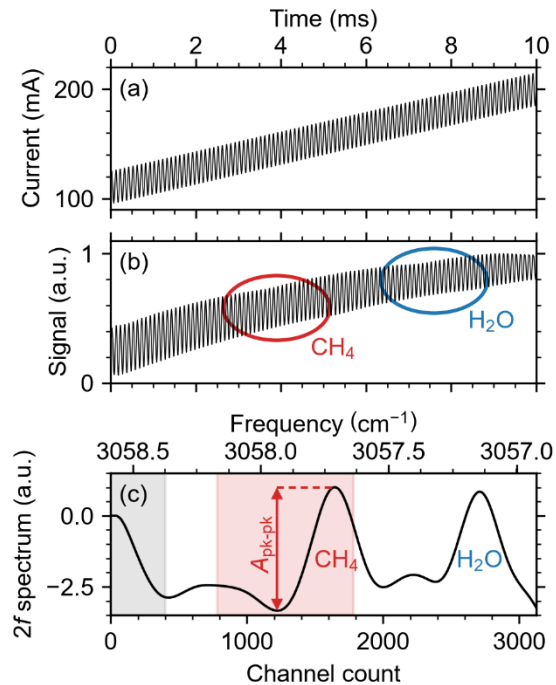 Time (ms)
0 2 4 6 8 10
(a)
200
100
Current (mA)
(b)
1
0
Signal (a.u.)
CH₄
H₂O
Frequency (cm⁻¹)
3058.5 3058.0 3057.5 3057.0
(c)
0.0
−2.5
2f spectrum (a.u.)
Apk-pk
CH₄
H₂O
0 1000 2000 3000
Channel count